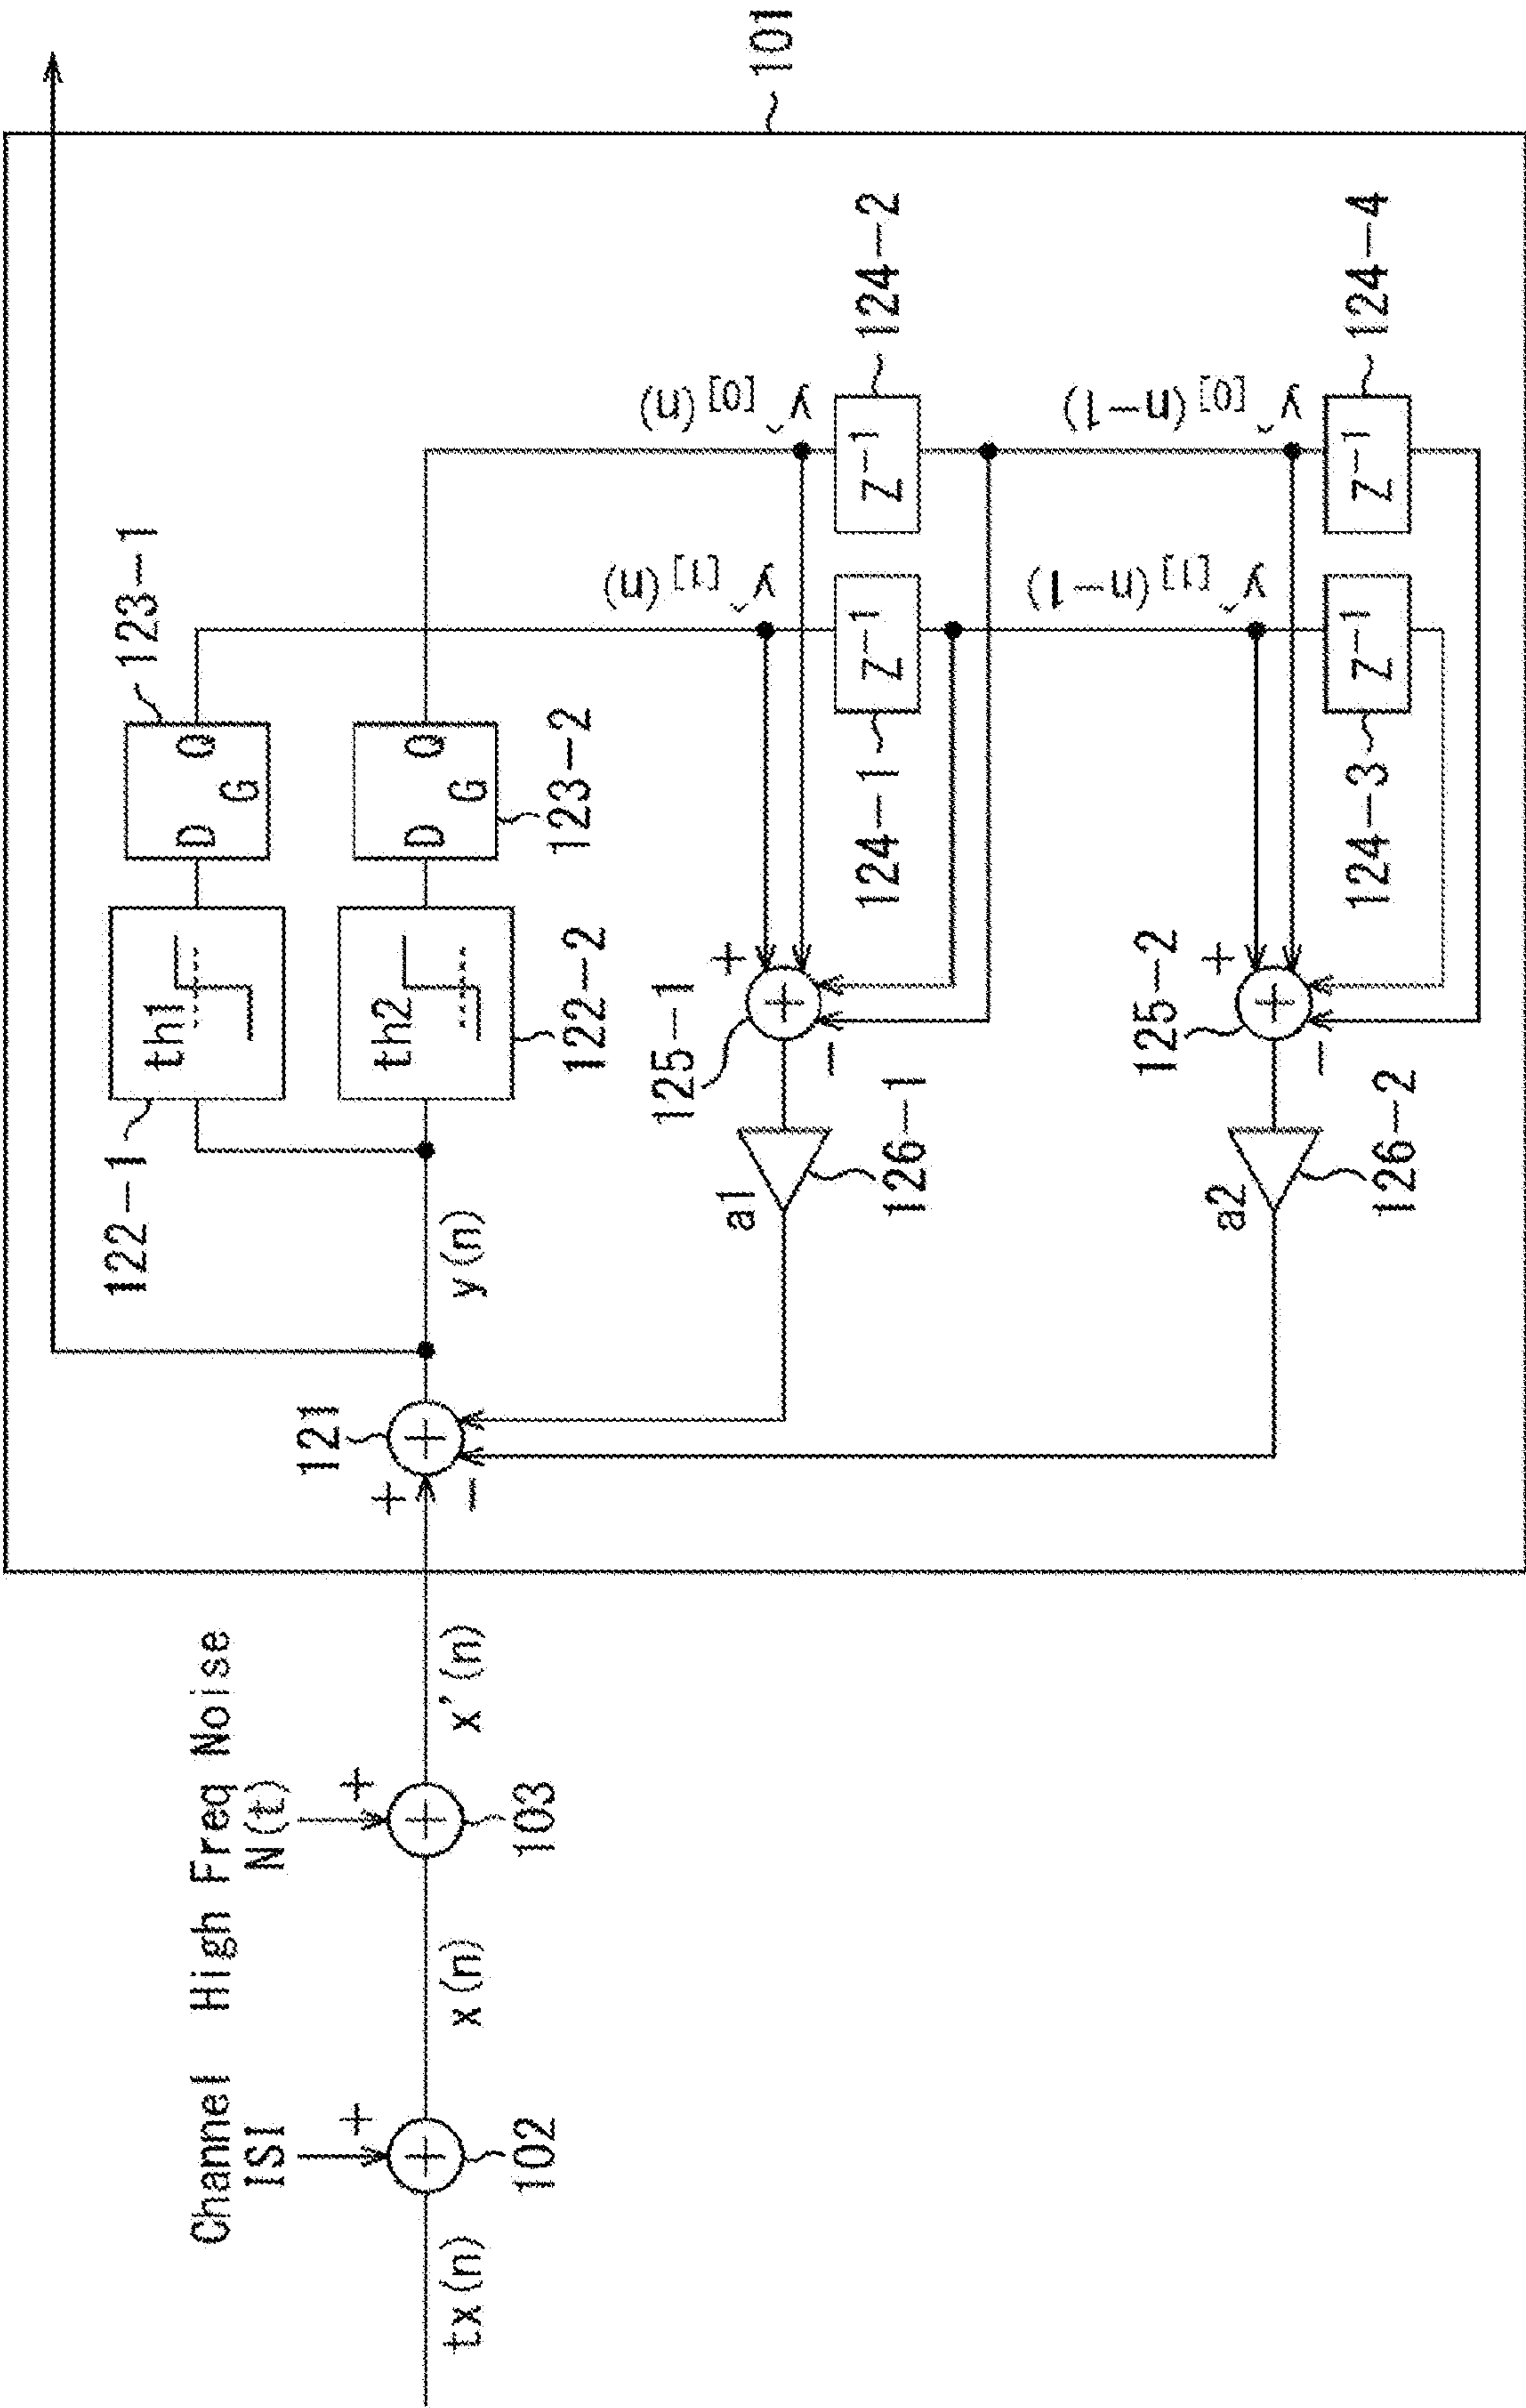 101
Channel
ISI
High Freq Noise
N(t)
tx(n)
102
x(n)
103
x'(n)
121
+
-
y(n)
122-1
th1
123-1
D Q
G
th2
122-2
D Q
G
123-2
y^[1](n)
y^[0](n)
125-1
+
-
a1
126-1
Z-1
124-1
Z-1
124-2
y^[1](n-1)
y^[0](n-1)
125-2
+
-
a2
126-2
Z-1
124-3
Z-1
124-4